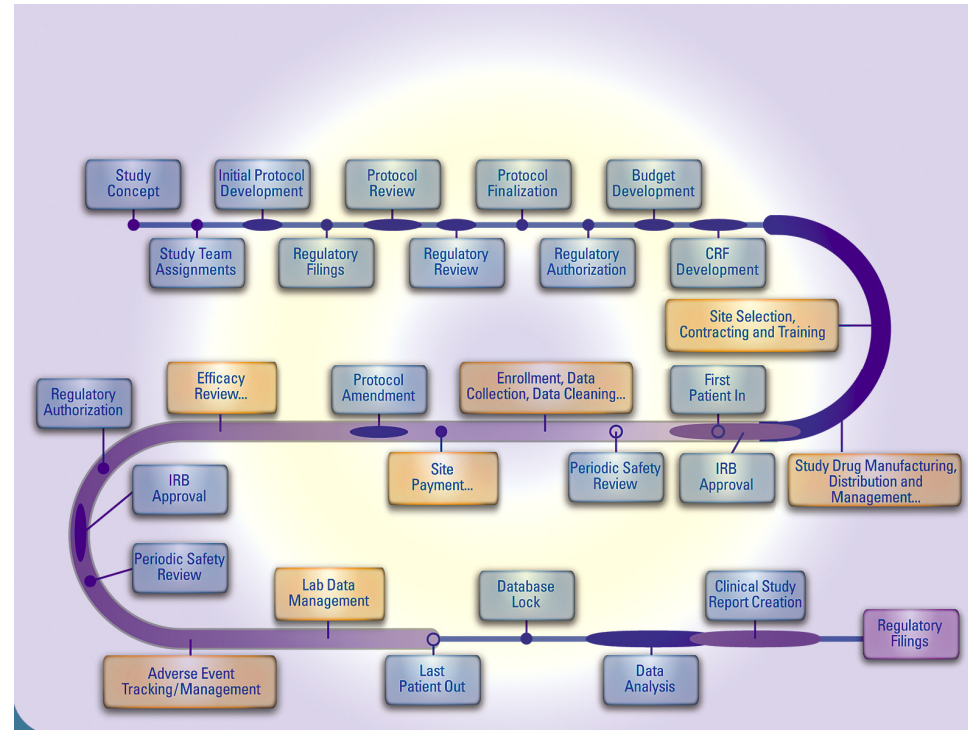 Study
Concept
Initial Protocol
Development
Protocol
Review
Protocol
Finalization
Budget
Development
Study Team
Assignments
Regulatory
Filings
Regulatory
Review
Regulatory
Authorization
CRF
Development
Site Selection,
Contracting and Training
Regulatory
Authorization
Efficacy
Review...
Protocol
Amendment
Enrollment, Data
Collection, Data Cleaning...
First
Patient In
IRB
Approval
Site
Payment...
Periodic Safety
Review
IRB
Approval
Study Drug Manufacturing,
Distribution and
Management...
Periodic Safety
Review
Lab Data
Management
Database
Lock
Clinical Study
Report Creation
Regulatory
Filings
Adverse Event
Tracking/Management
Last
Patient Out
Data
Analysis